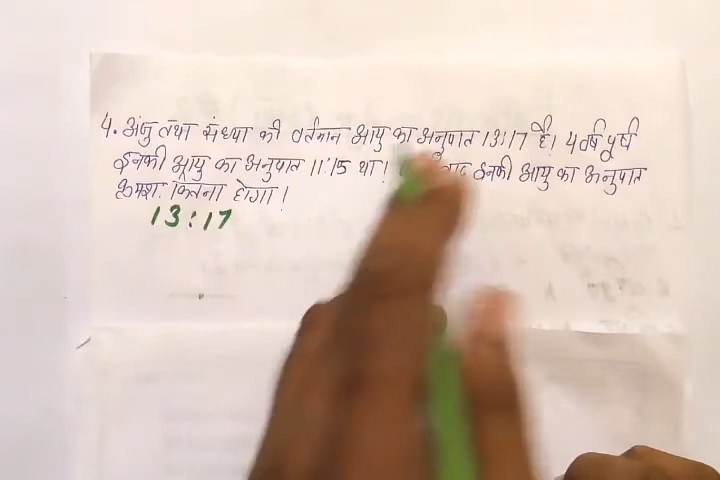 4. अंजु तथा संध्या की वर्तमान आयु का अनुपात 13:17 है। 4 वर्ष पूर्व
इनकी आयु का अनुपात 11:15 था। बाद इनकी आयु का अनुपात
क्रमश: कितना होगा।
13:17